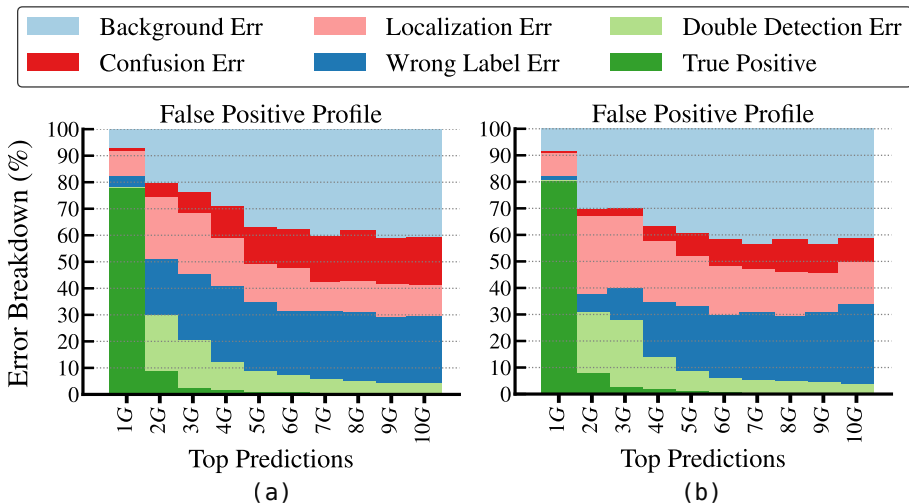 Background Err Localization Err Double Detection Err
Confusion Err Wrong Label Err True Positive
False Positive Profile
Error Breakdown (%)
100
90
80
70
60
50
40
30
20
10
0
1G 2G 3G 4G 5G 6G 7G 8G 9G 10G
Top Predictions
(a)
False Positive Profile
100
90
80
70
60
50
40
30
20
10
0
1G 2G 3G 4G 5G 6G 7G 8G 9G 10G
Top Predictions
(b)